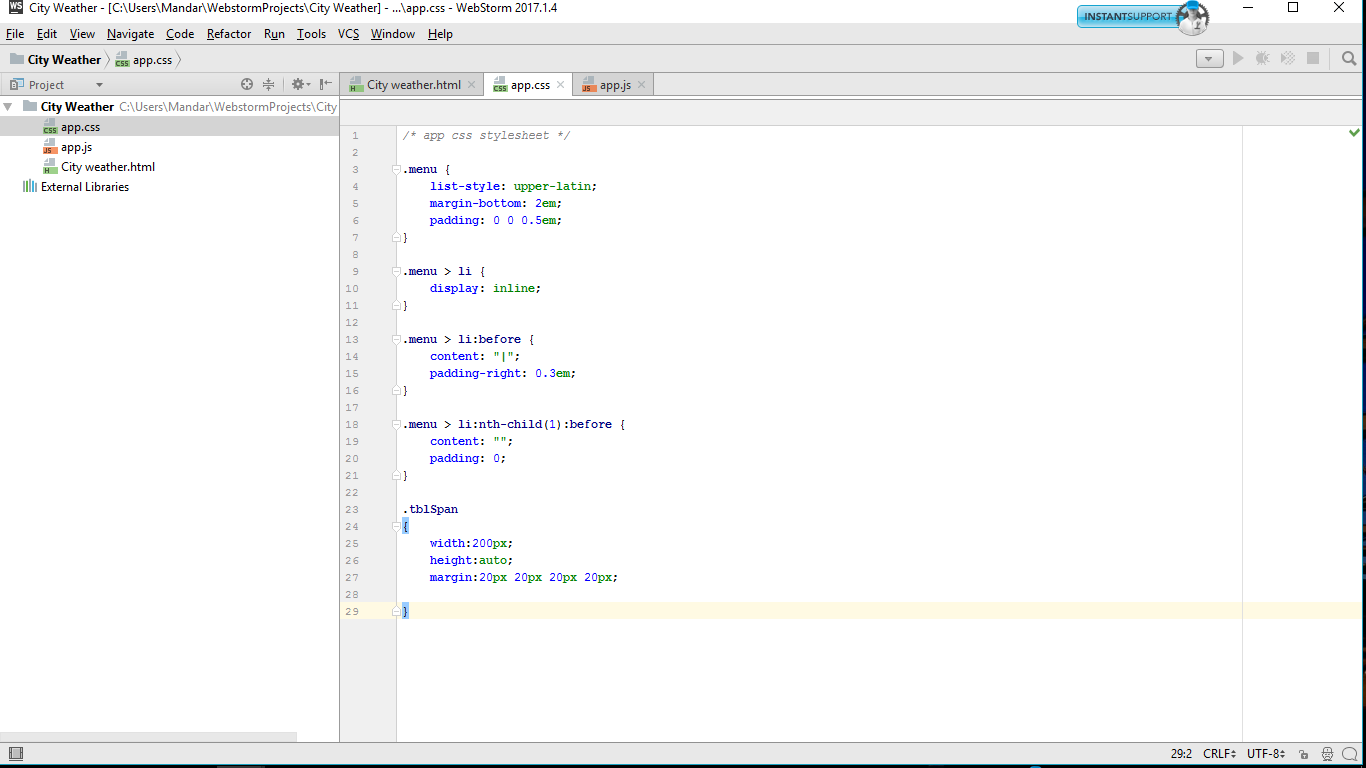 WS City Weather - [C:\Users\Mandar\WebstormProjects\City Weather] - ...\app.css - WebStorm 2017.1.4
INSTANTSUPPORT
File Edit View Navigate Code Refactor Run Tools VCS Window Help
City Weather CSS app.css
Project
H City weather.html CSS app.css JS app.js
City Weather C:\Users\Mandar\WebstormProjects\City
CSS app.css
JS app.js
H City weather.html
External Libraries
1 /* app css stylesheet */
2
3 .menu {
4 list-style: upper-latin;
5 margin-bottom: 2em;
6 padding: 0 0 0.5em;
7 }
8
9 .menu > li {
10 display: inline;
11 }
12
13 .menu > li:before {
14 content: "|";
15 padding-right: 0.3em;
16 }
17
18 .menu > li:nth-child(1):before {
19 content: "";
20 padding: 0;
21 }
22
23 .tblSpan
24 {
25 width:200px;
26 height:auto;
27 margin:20px 20px 20px 20px;
28
29 }
29:2 CRLF UTF-8